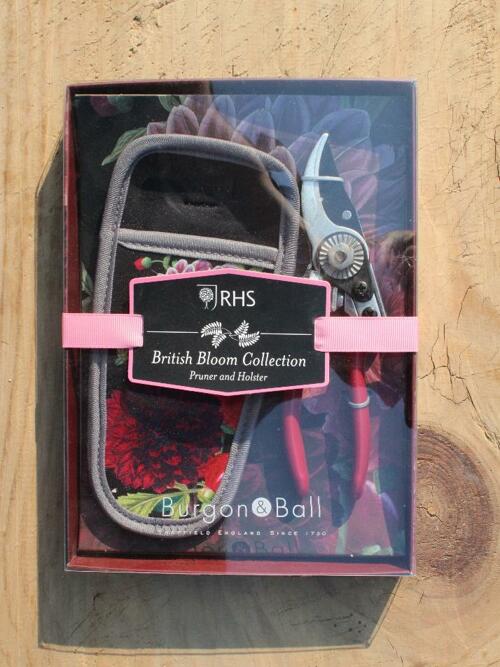 RHS
British Bloom Collection
Pruner and Holster
Burgon & Ball
SHEFFIELD ENGLAND SINCE 1730